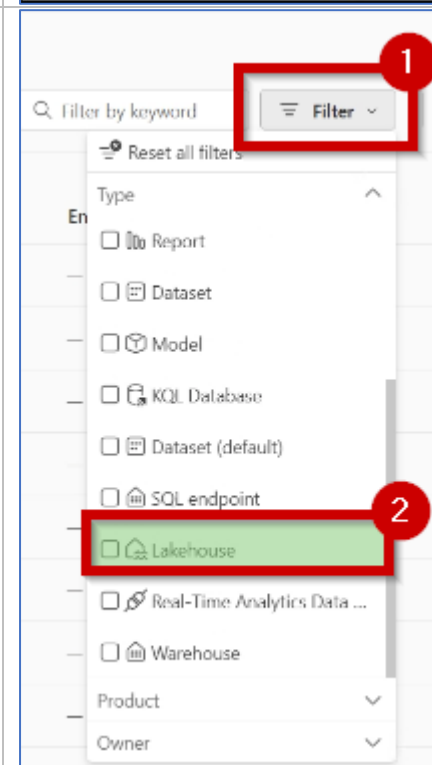 1
Filter by keyword
Filter
Reset all filters
Type
En
Report
Dataset
Model
KQL Database
Dataset (default)
SQL endpoint
2
Lakehouse
Real-Time Analytics Data ...
Warehouse
Product
Owner